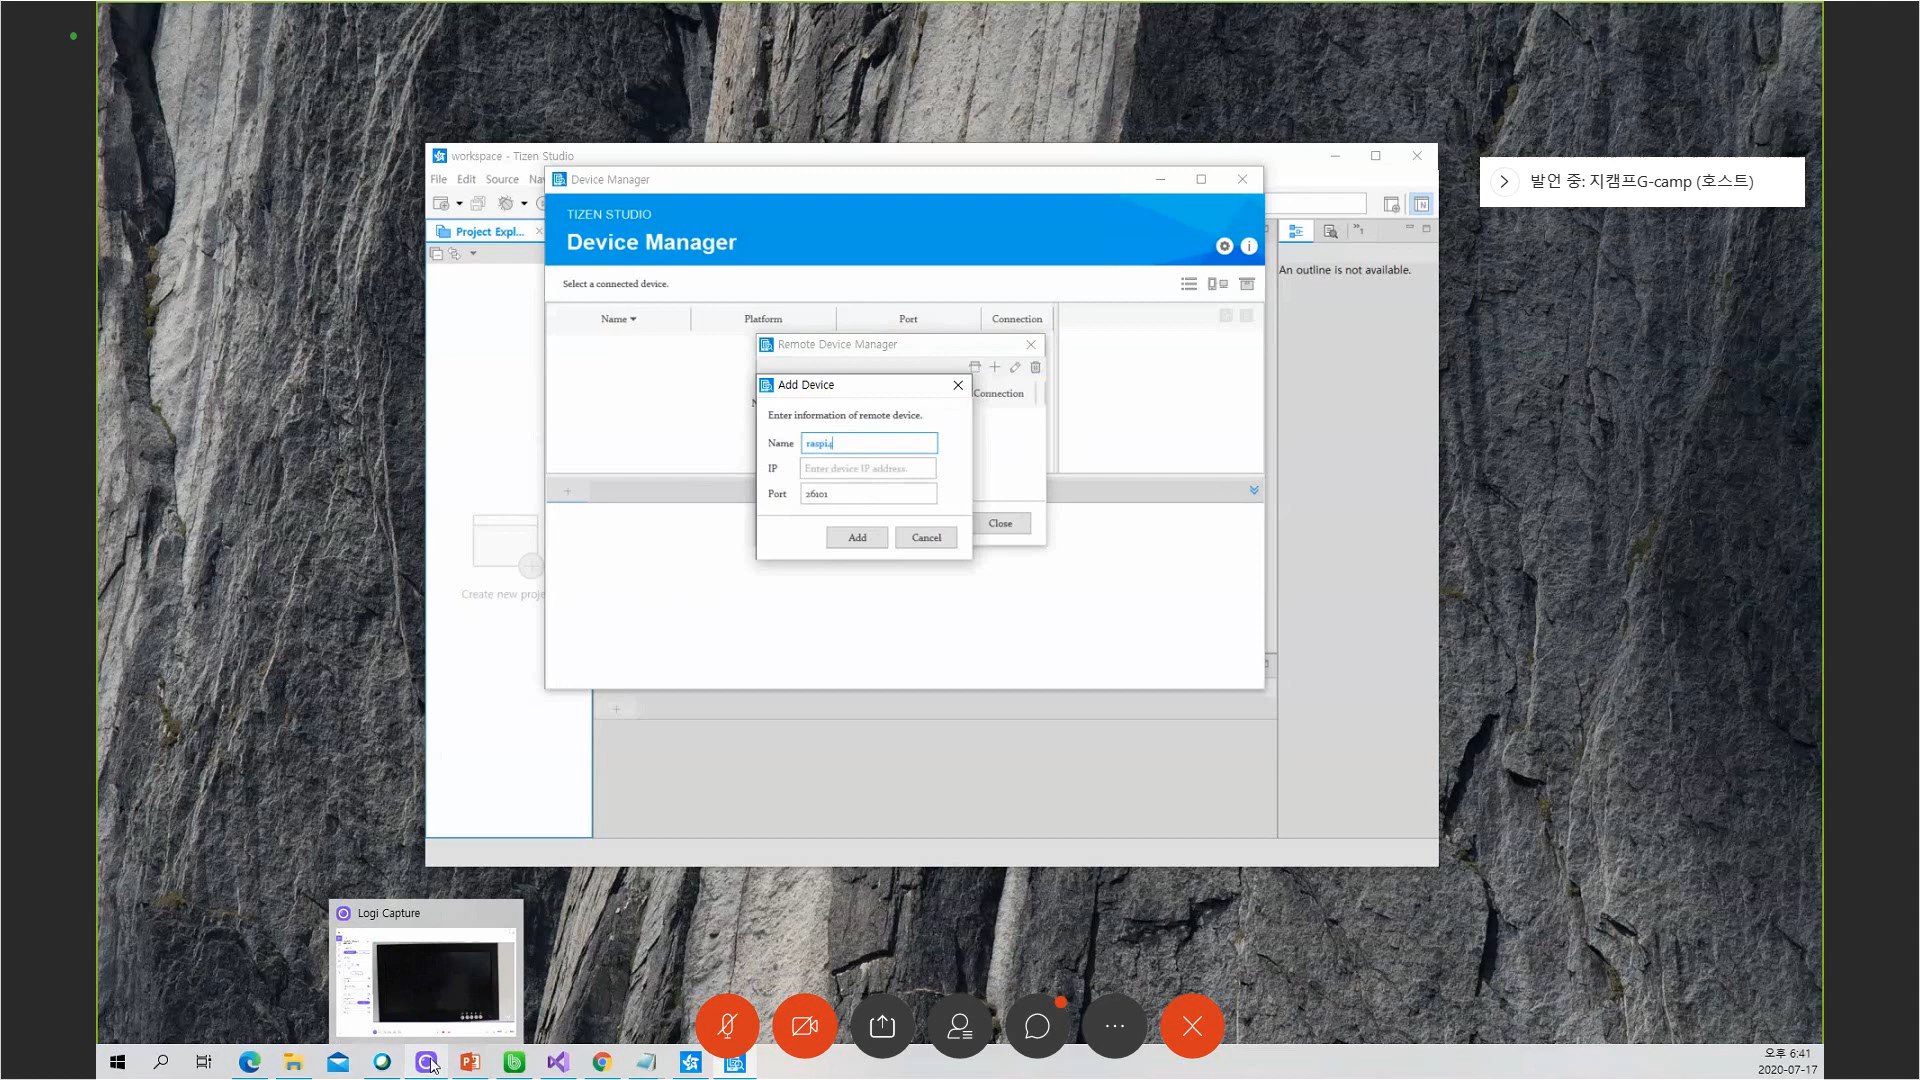 workspace - Tizen Studio
File Edit Source
Device Manager
발언 중: 지캠프G-camp (호스트)
TIZEN STUDIO
Device Manager
Project Expl...
An outline is not available.
Select a connected device.
Name Platform Port Connection
Remote Device Manager
Add Device
Connection
Enter information of remote device.
Name raspi4
IP Enter device IP address.
Port 26101
Close
Add Cancel
Create new proje
Logi Capture
오후 6:41
2020-07-17